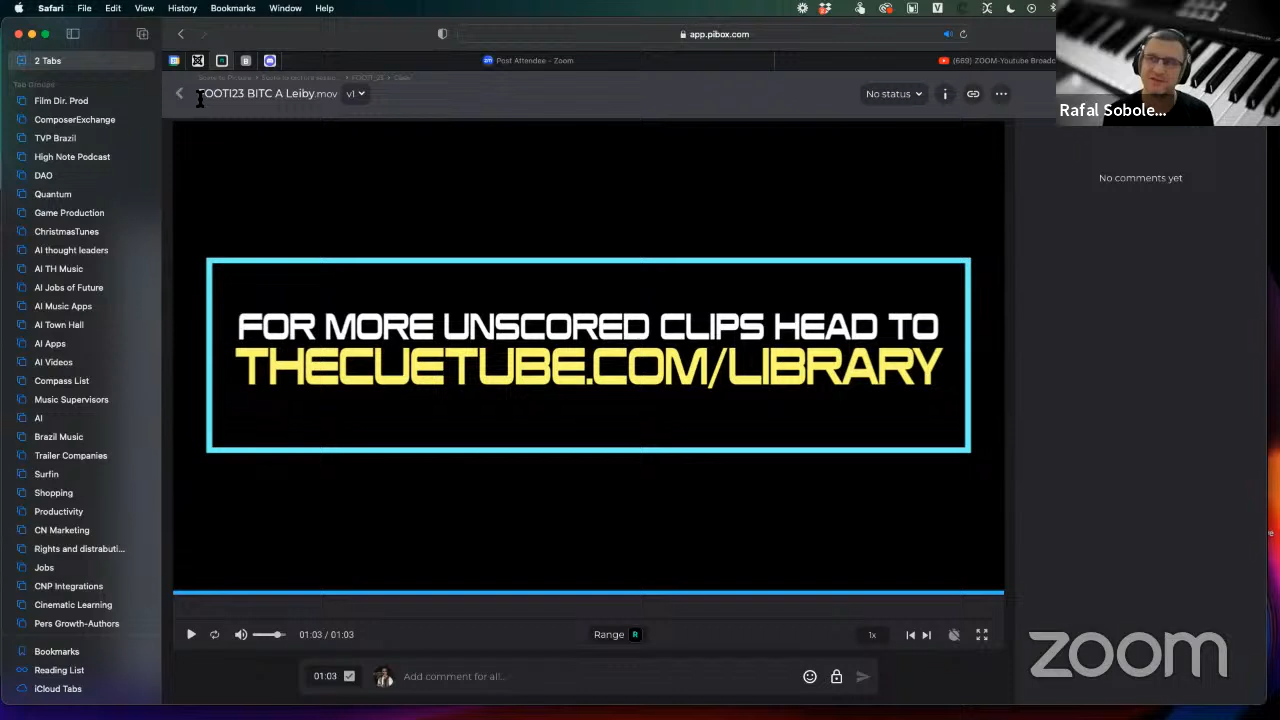 Safari File Edit View History Bookmarks Window Help
app.pibox.com
2 Tabs
Post Attendee - Zoom
(669) ZOOM-Youtube Broadc
Tab Groups
OOTI23 BITC A Leiby.mov v1
No status
Rafal Sobole...
Film Dir. Prod
ComposerExchange
TVP Brazil
High Note Podcast
DAO
Quantum
Game Production
ChristmasTunes
AI thought leaders
AI TH Music
AI Jobs of Future
AI Music Apps
AI Town Hall
AI Apps
AI Videos
Compass List
Music Supervisors
AI
Brazil Music
Trailer Companies
Surfin
Shopping
Productivity
CN Marketing
Rights and distributi...
Jobs
CNP Integrations
Cinematic Learning
Pers Growth-Authors
Bookmarks
Reading List
iCloud Tabs
No comments yet
FOR MORE UNSCORED CLIPS HEAD TO
THECUETUBE.COM/LIBRARY
01:03 / 01:03
Range R
1x
01:03
Add comment for all...
zoom